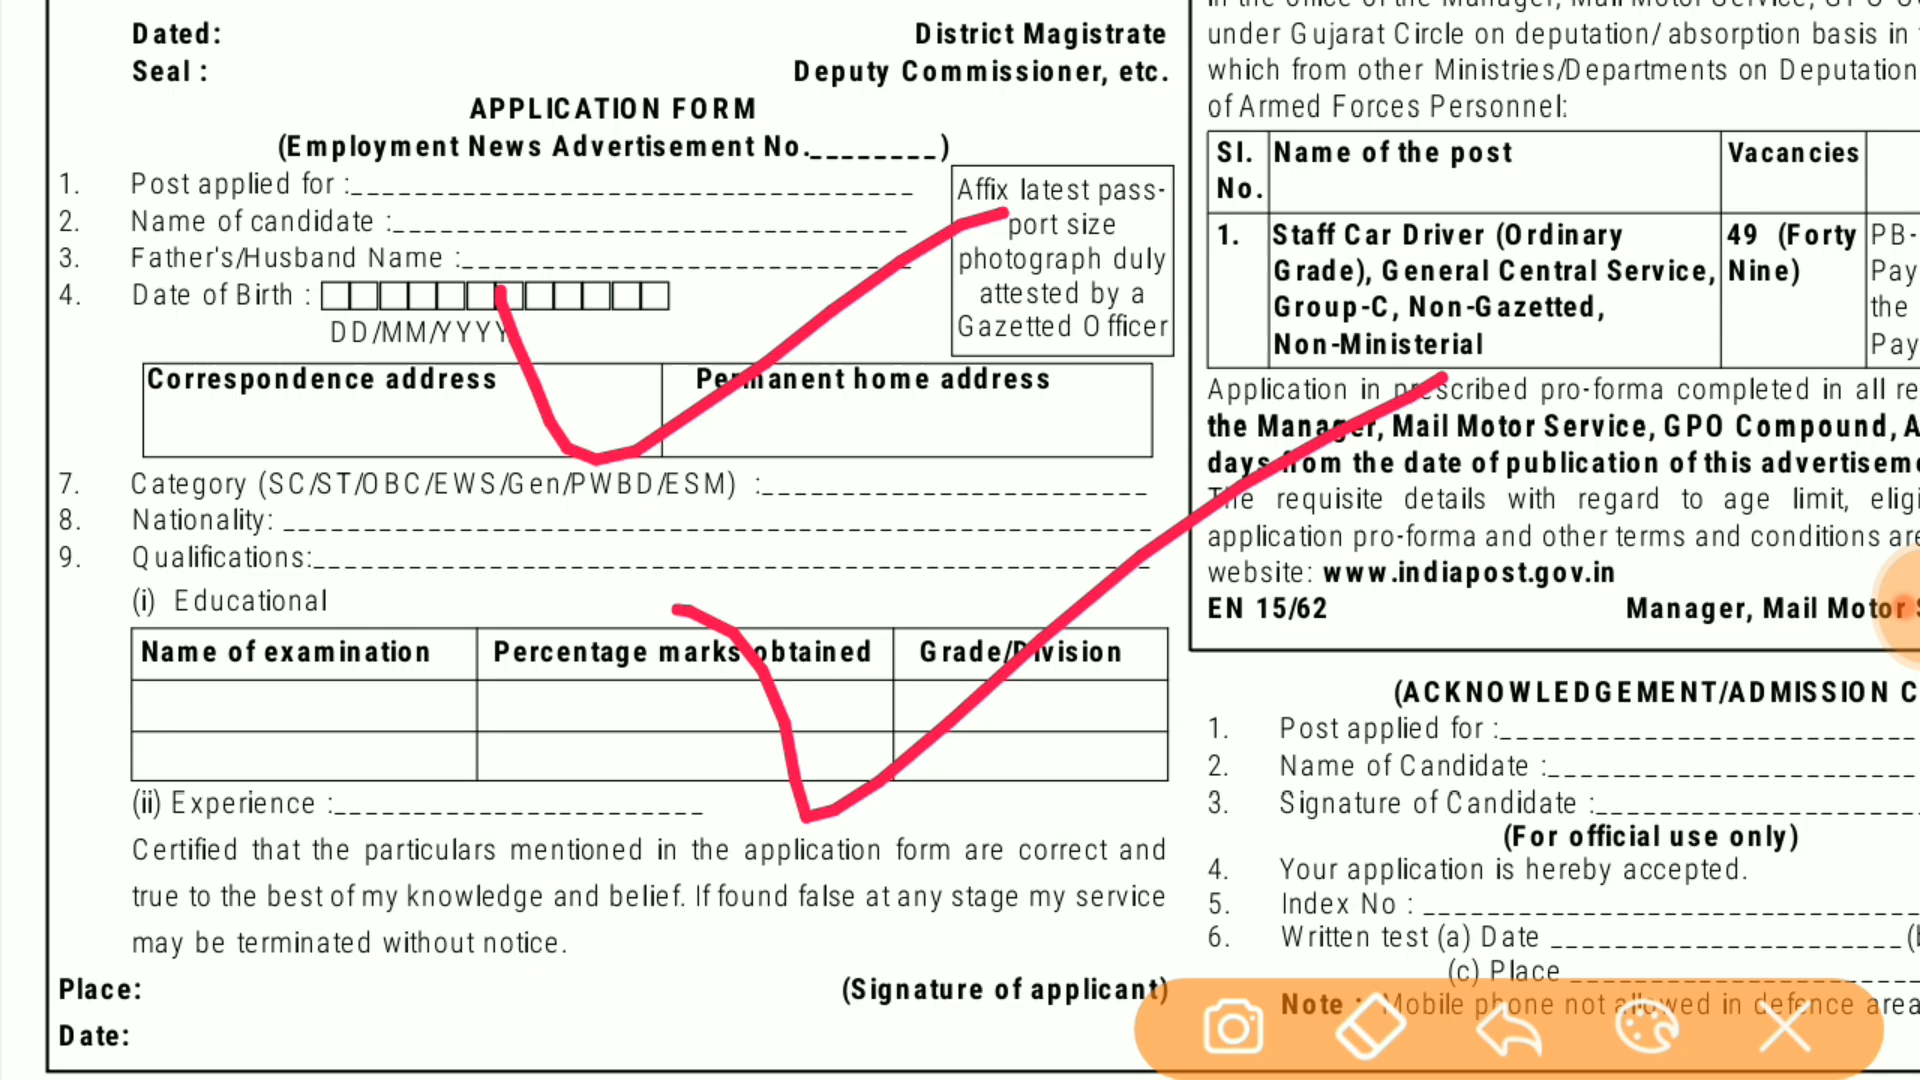 Dated:
District Magistrate
Seal :
Deputy Commissioner, etc.
APPLICATION FORM
(Employment News Advertisement No.________)
1. Post applied for :____________________________
2. Name of candidate :__________________________
3. Father's/Husband Name :_______________________
4. Date of Birth :
DD/MM/YYYY
Affix latest pass-
port size
photograph duly
attested by a
Gazetted Officer
Correspondence address
Permanent home address
7. Category (SC/ST/OBC/EWS/Gen/PWBD/ESM) :____________________
8. Nationality: ____________________________________________
9. Qualifications:__________________________________________
(i) Educational
Name of examination
Percentage marks obtained
Grade/Division
(ii) Experience :___________________
Certified that the particulars mentioned in the application form are correct and
true to the best of my knowledge and belief. If found false at any stage my service
may be terminated without notice.
Place:
(Signature of applicant)
Date:
under Gujarat Circle on deputation/ absorption basis in
which from other Ministries/Departments on Deputation
of Armed Forces Personnel:
Sl. No.
Name of the post
Vacancies
1.
Staff Car Driver (Ordinary
Grade), General Central Service,
Group-C, Non-Gazetted,
Non-Ministerial
49 (Forty
Nine)
PB-
Pay
the
Pay
Application in prescribed pro-forma completed in all re
the Manager, Mail Motor Service, GPO Compound, A
days from the date of publication of this advertiseme
The requisite details with regard to age limit, eligi
application pro-forma and other terms and conditions are
website: www.indiapost.gov.in
EN 15/62
Manager, Mail Motor S
(ACKNOWLEDGEMENT/ADMISSION C
1. Post applied for :_____________________
2. Name of Candidate :___________________
3. Signature of Candidate :________________
(For official use only)
4. Your application is hereby accepted.
5. Index No : _________________________
6. Written test (a) Date __________________(b
(c) Place __________________
Note : Mobile phone not allowed in defence area